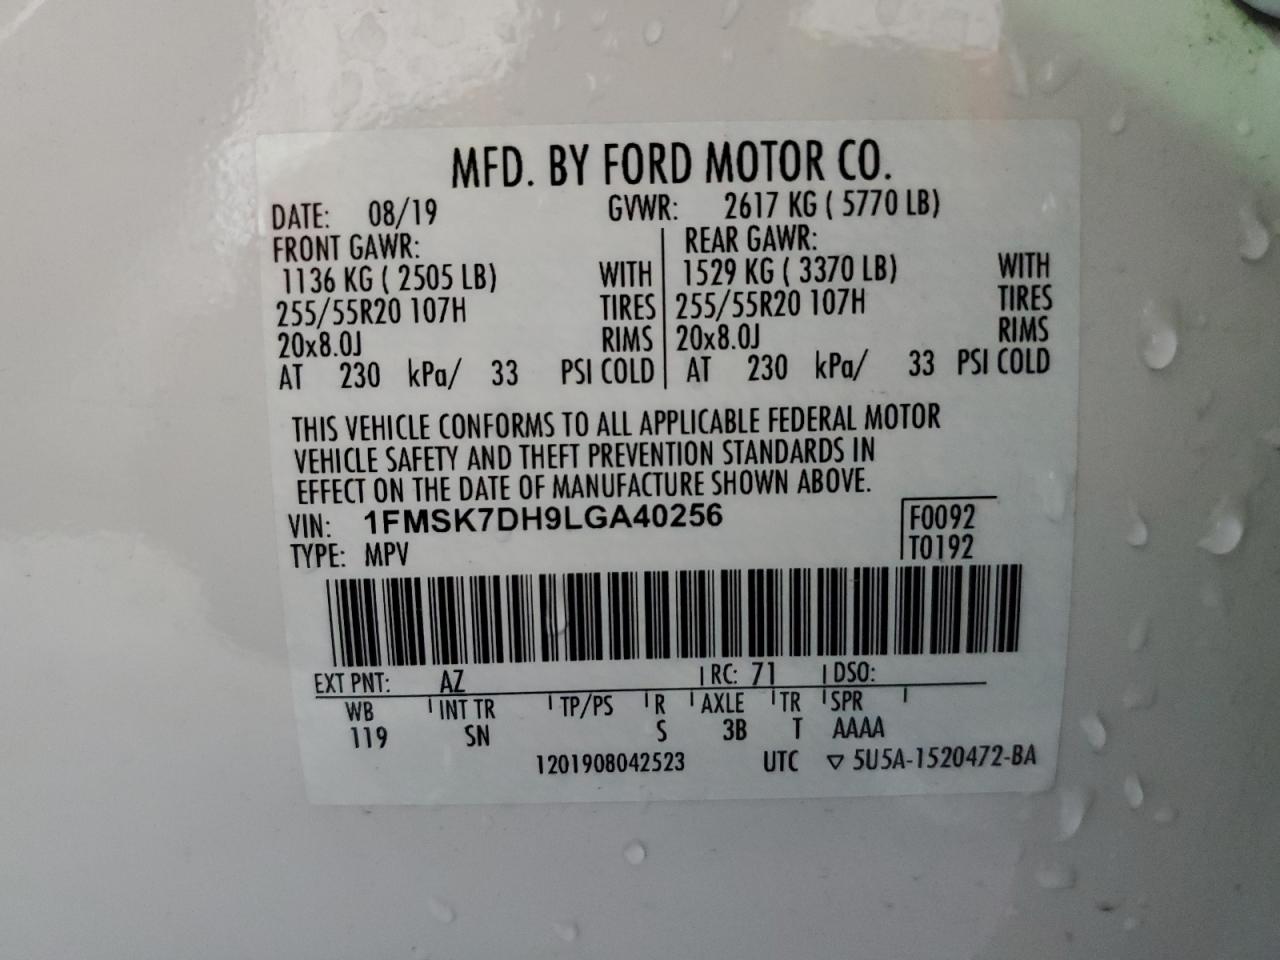 MFD. BY FORD MOTOR CO.
DATE: 08/19 GVWR: 2617 KG ( 5770 LB)
FRONT GAWR: REAR GAWR:
1136 KG ( 2505 LB) WITH 1529 KG ( 3370 LB) WITH
255/55R20 107H TIRES 255/55R20 107H TIRES
20x8.0J RIMS 20x8.0J RIMS
AT 230 kPa/ 33 PSI COLD AT 230 kPa/ 33 PSI COLD
THIS VEHICLE CONFORMS TO ALL APPLICABLE FEDERAL MOTOR
VEHICLE SAFETY AND THEFT PREVENTION STANDARDS IN
EFFECT ON THE DATE OF MANUFACTURE SHOWN ABOVE.
VIN: 1FMSK7DH9LGA40256 F0092
TYPE: MPV T0192
EXT PNT: AZ RC: 71 DSO:
WB INT TR TP/PS R AXLE TR SPR
119 SN S 3B T AAAA
1201908042523 UTC ▽ 5U5A-1520472-BA